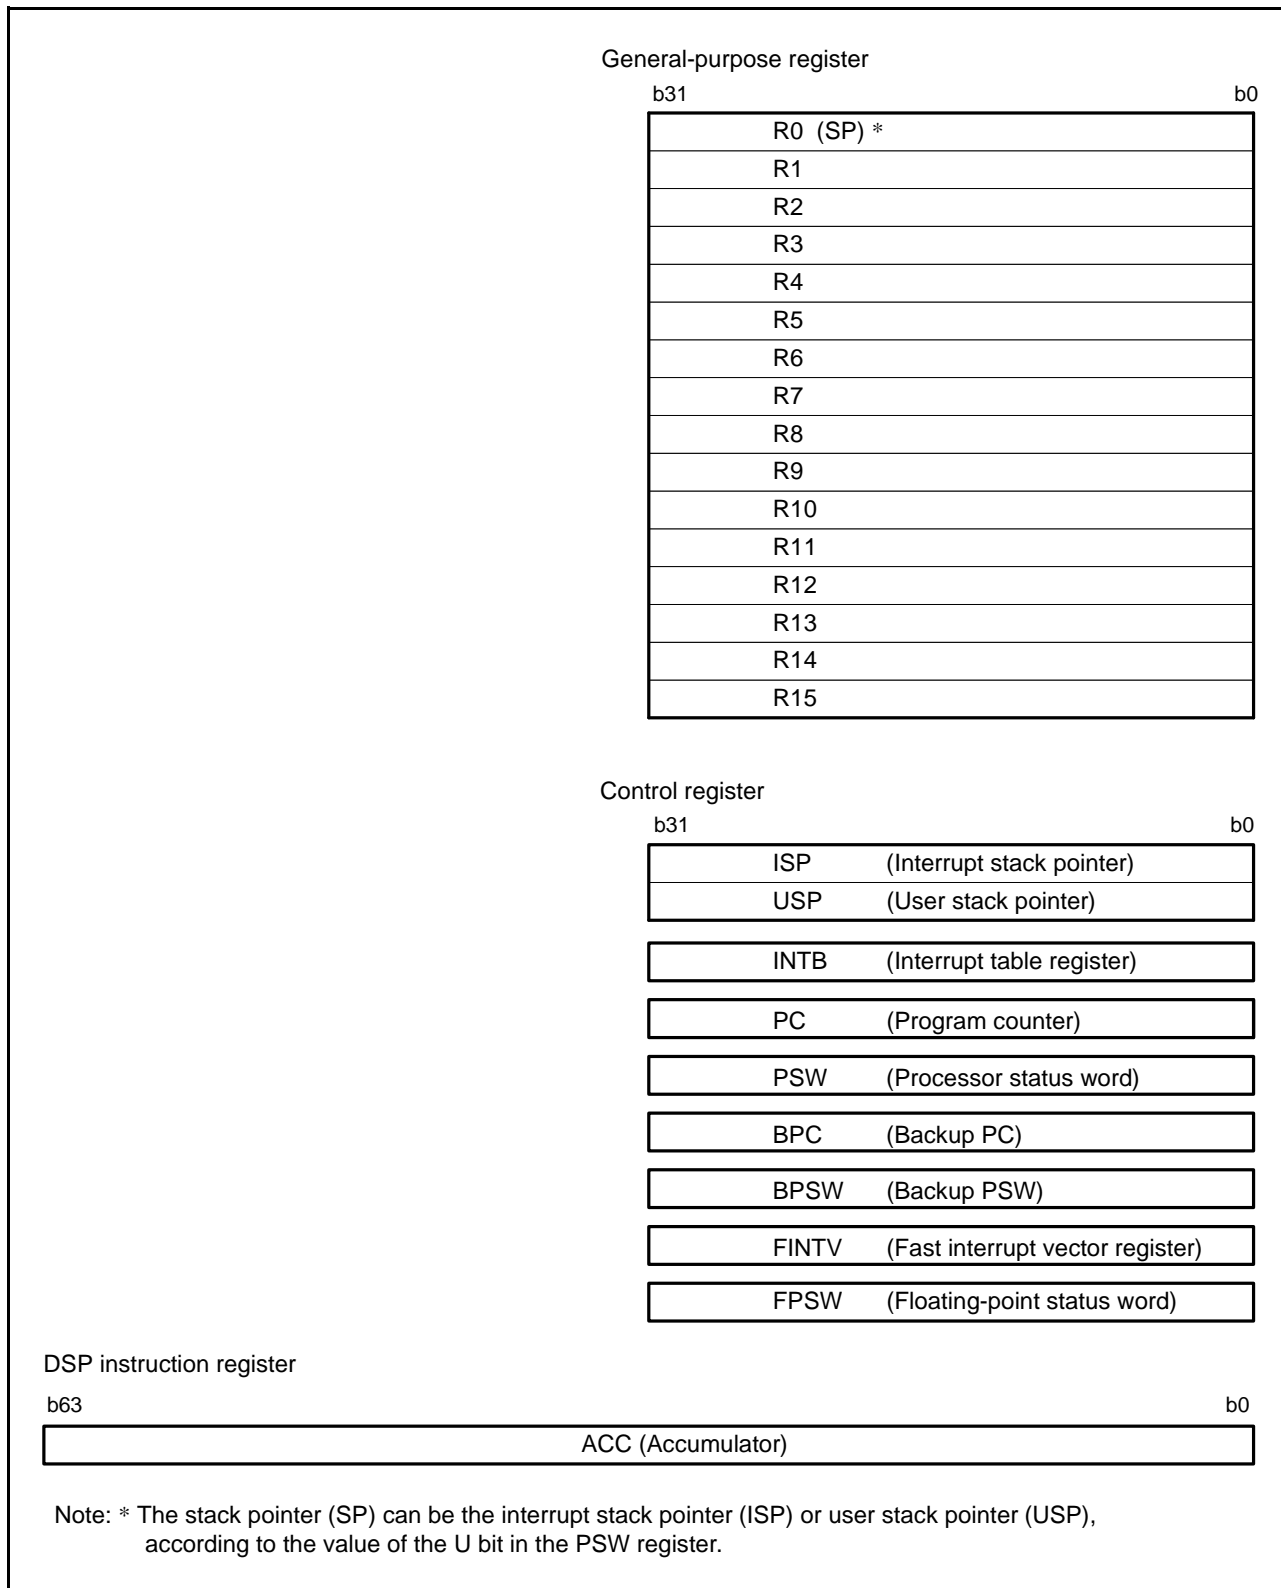 General-purpose register
b31 b0
R0 (SP) *
R1
R2
R3
R4
R5
R6
R7
R8
R9
R10
R11
R12
R13
R14
R15
Control register
b31 b0
ISP (Interrupt stack pointer)
USP (User stack pointer)
INTB (Interrupt table register)
PC (Program counter)
PSW (Processor status word)
BPC (Backup PC)
BPSW (Backup PSW)
FINTV (Fast interrupt vector register)
FPSW (Floating-point status word)
DSP instruction register
b63 b0
ACC (Accumulator)
Note: * The stack pointer (SP) can be the interrupt stack pointer (ISP) or user stack pointer (USP),
according to the value of the U bit in the PSW register.